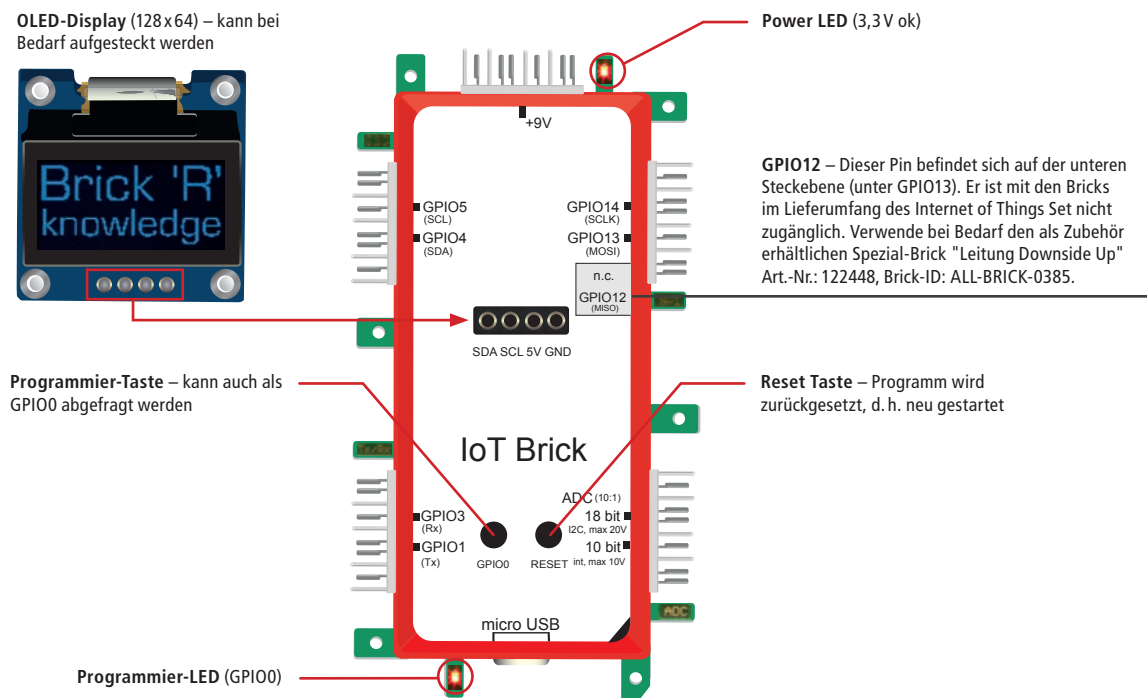 OLED-Display (128x64) – kann bei
Bedarf aufgesteckt werden
Brick 'R'
knowledge
Power LED (3,3V ok)
+9V
GPIO5
(SCL)
GPIO4
(SDA)
GPIO14
(SCLK)
GPIO13
(MOSI)
n.c.
GPIO12
(MISO)
GPIO12 – Dieser Pin befindet sich auf der unteren
Steckebene (unter GPIO13). Er ist mit den Bricks
im Lieferumfang des Internet of Things Set nicht
zugänglich. Verwende bei Bedarf den als Zubehör
erhältlichen Spezial-Brick "Leitung Downside Up"
Art.-Nr.: 122448, Brick-ID: ALL-BRICK-0385.
SDA SCL 5V GND
Programmier-Taste – kann auch als
GPIO0 abgefragt werden
Reset Taste – Programm wird
zurückgesetzt, d.h. neu gestartet
IoT Brick
ADC (10:1)
18 bit
I2C, max 20V
10 bit
int, max 10V
GPIO3
(Rx)
GPIO1
(Tx)
GPIO0
RESET
ADC
micro USB
Programmier-LED (GPIO0)